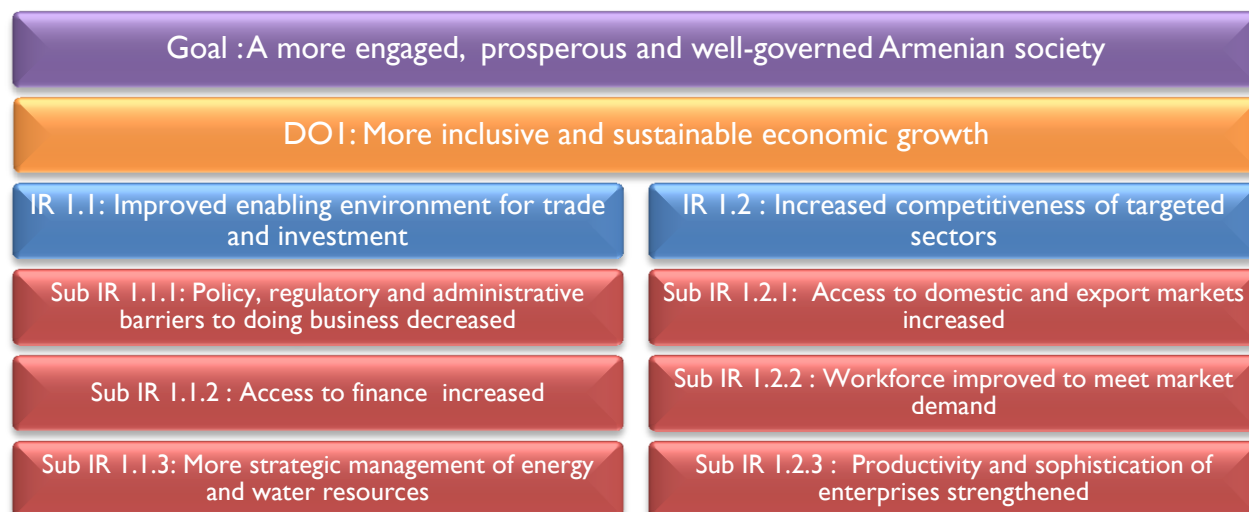 Goal : A more engaged, prosperous and well-governed Armenian society
DO1: More inclusive and sustainable economic growth
IR 1.1: Improved enabling environment for trade
and investment
IR 1.2 : Increased competitiveness of targeted
sectors
Sub IR 1.1.1: Policy, regulatory and administrative
barriers to doing business decreased
Sub IR 1.2.1: Access to domestic and export markets
increased
Sub IR 1.1.2 : Access to finance increased
Sub IR 1.2.2 : Workforce improved to meet market
demand
Sub IR 1.1.3: More strategic management of energy
and water resources
Sub IR 1.2.3 : Productivity and sophistication of
enterprises strengthened